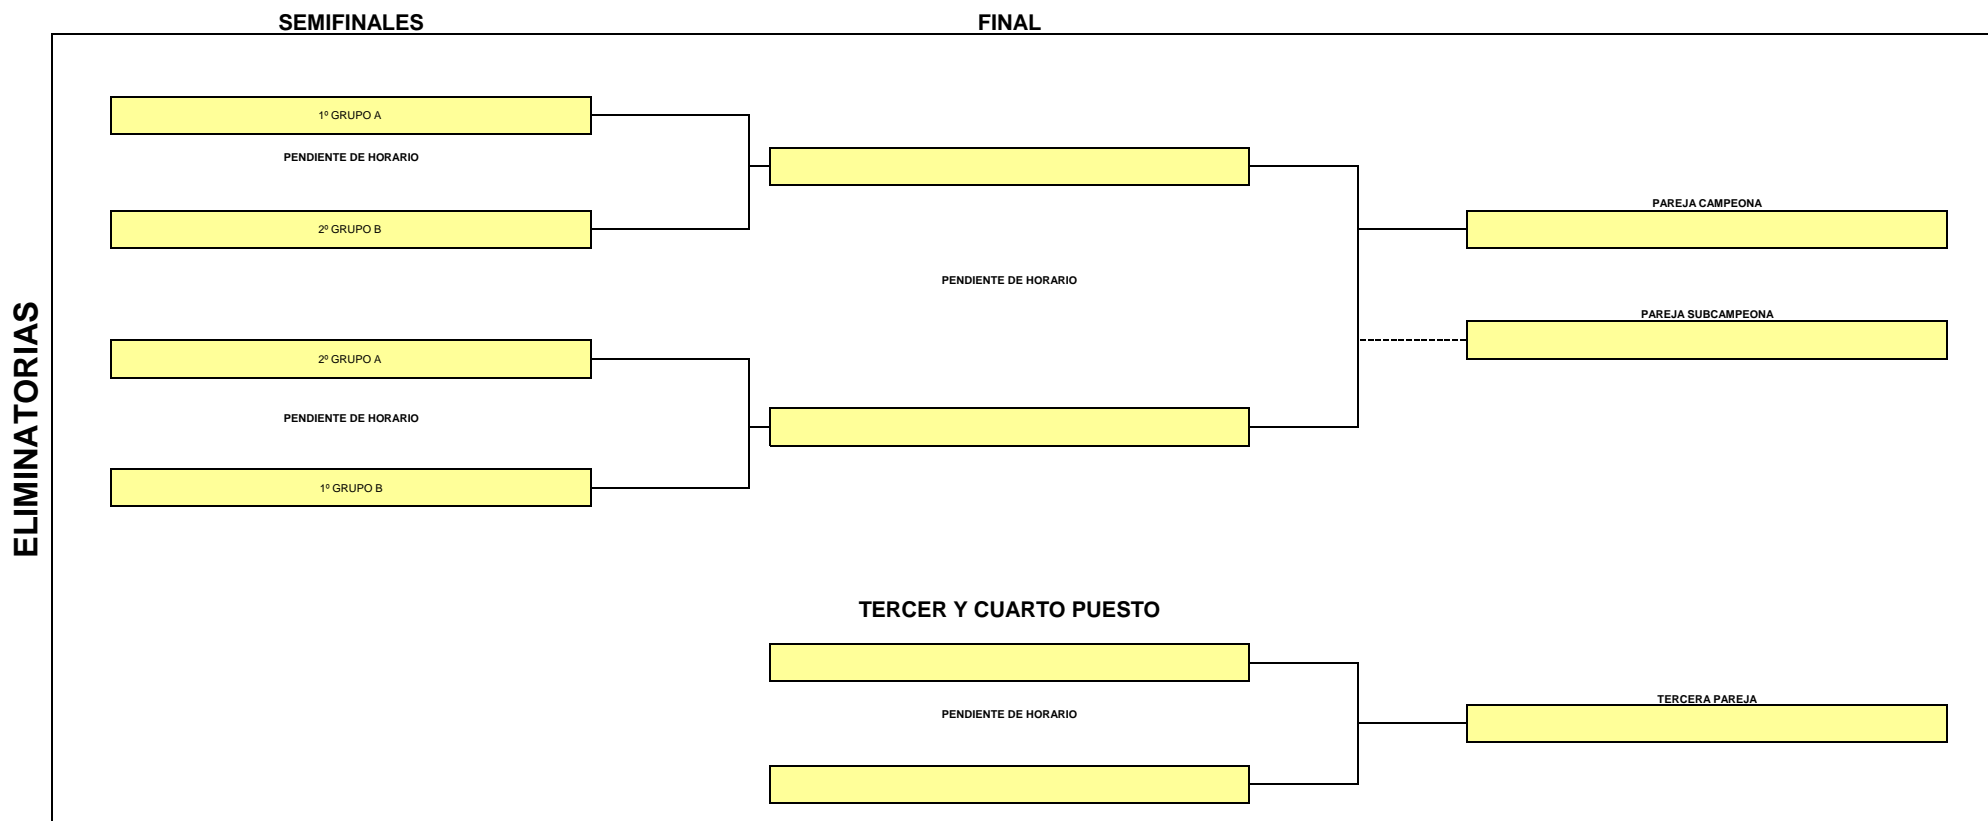 SEMIFINALES
FINAL
ELIMINATORIAS
1º GRUPO A
PENDIENTE DE HORARIO
2º GRUPO B
PAREJA CAMPEONA
PENDIENTE DE HORARIO
PAREJA SUBCAMPEONA
2º GRUPO A
PENDIENTE DE HORARIO
1º GRUPO B
TERCER Y CUARTO PUESTO
PENDIENTE DE HORARIO
TERCERA PAREJA